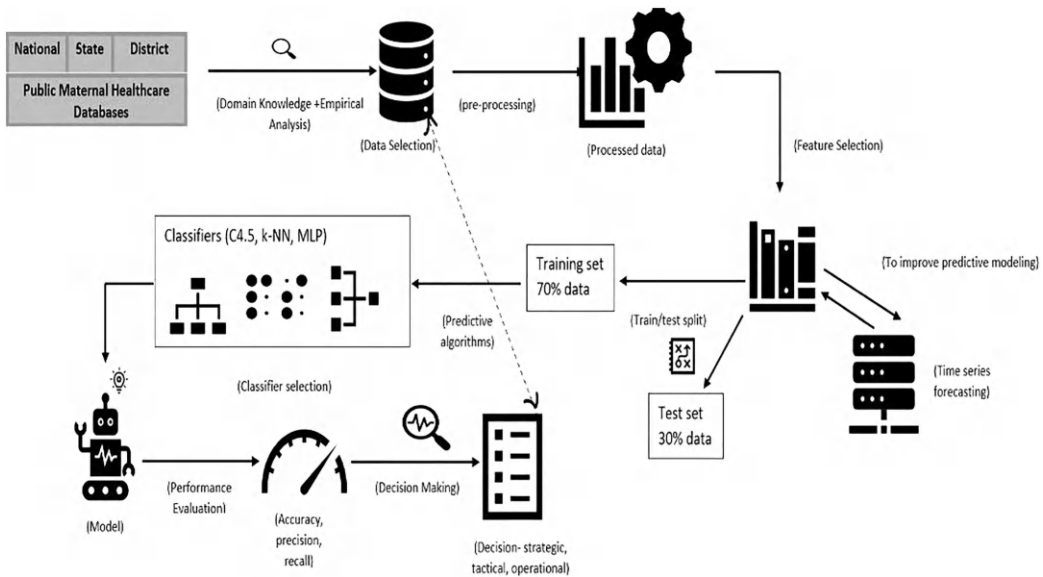 National State District
Public Maternal Healthcare
Databases
(Domain Knowledge +Empirical
Analysis)
(Data Selection)
(pre-processing)
(Processed data)
(Feature Selection)
Classifiers (C4.5, k-NN, MLP)
(Classifier selection)
(Predictive
algorithms)
Training set
70% data
(Train/test split)
Test set
30% data
(To improve predictive modeling)
(Time series
forecasting)
(Model)
(Performance
Evaluation)
(Accuracy,
precision,
recall)
(Decision Making)
(Decision- strategic,
tactical, operational)